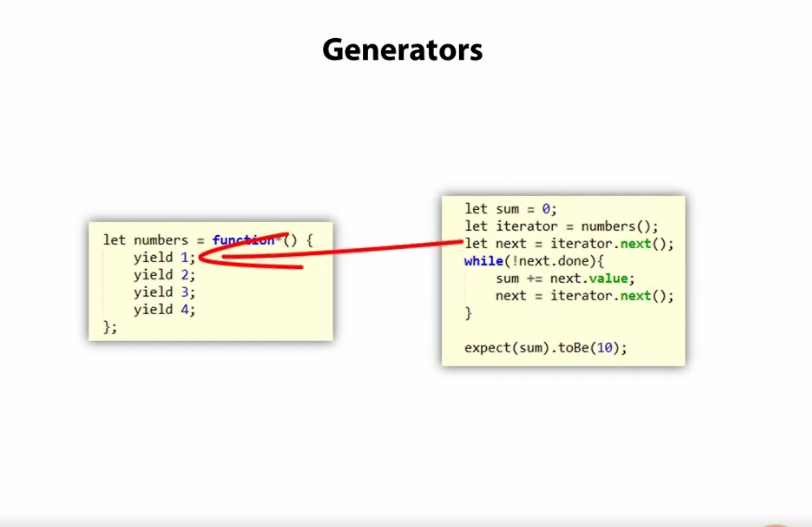 Generators
let numbers = function*() {
yield 1;
yield 2;
yield 3;
yield 4;
};
let sum = 0;
let iterator = numbers();
let next = iterator.next();
while(!next.done){
sum += next.value;
next = iterator.next();
}
expect(sum).toBe(10);